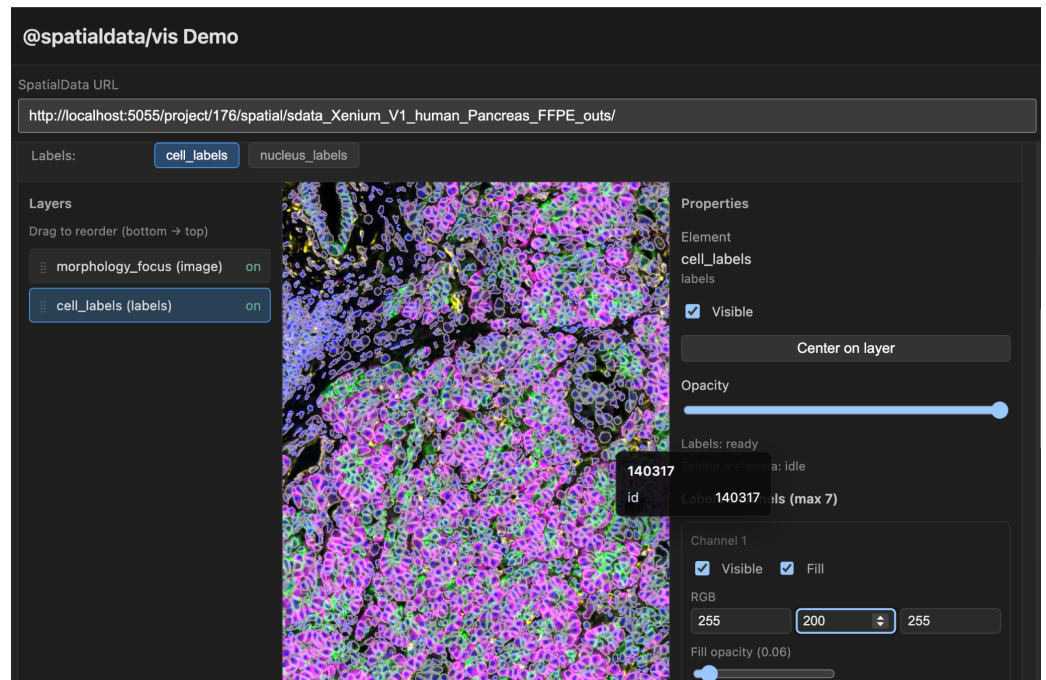 @spatialdata/vis Demo
SpatialData URL
http://localhost:5055/project/176/spatial/sdata_Xenium_V1_human_Pancreas_FFPE_outs/
Labels: cell_labels nucleus_labels
Layers
Drag to reorder (bottom → top)
morphology_focus (image) on
cell_labels (labels) on
Properties
Element
cell_labels
labels
Visible
Center on layer
Opacity
Labels: ready
Tooltip metadata: idle
140317
id 140317
(max 7)
Channel 1
Visible Fill
RGB
255 200 255
Fill opacity (0.06)